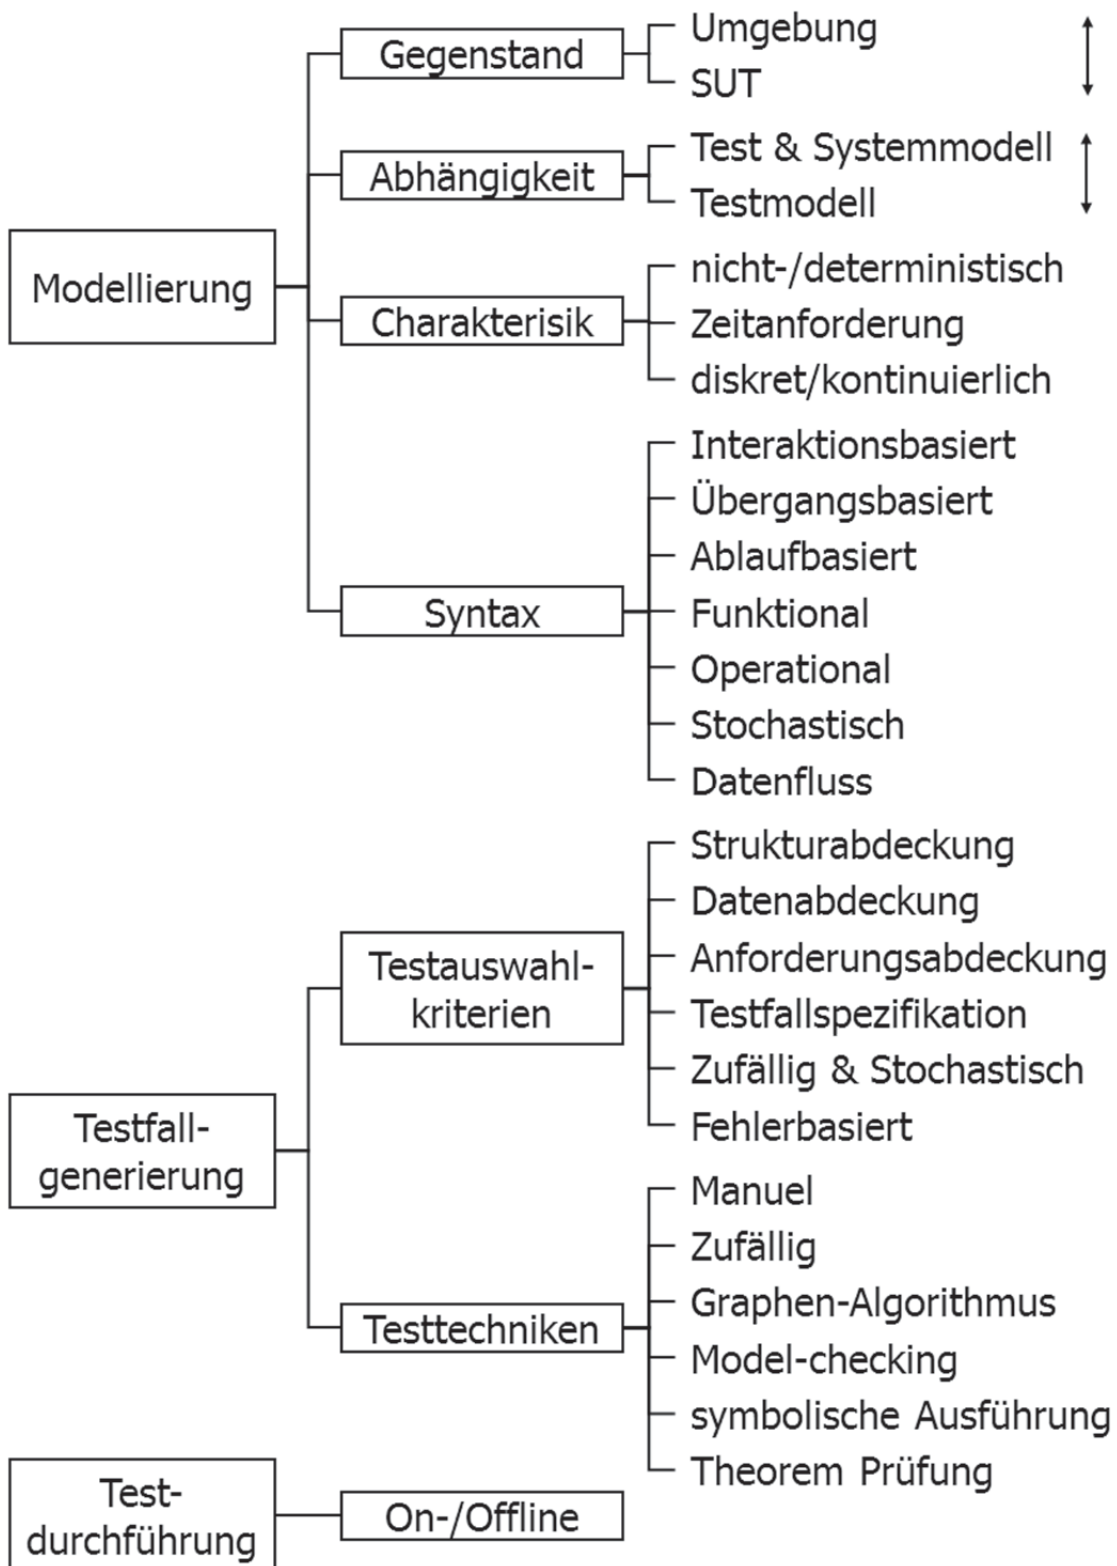 Modellierung
Gegenstand
Umgebung
SUT
Abhängigkeit
Test & Systemmodell
Testmodell
Charakterisik
nicht-/deterministisch
Zeitanforderung
diskret/kontinuierlich
Syntax
Interaktionsbasiert
Übergangsbasiert
Ablaufbasiert
Funktional
Operational
Stochastisch
Datenfluss
Testfall-
generierung
Testauswahl-
kriterien
Strukturabdeckung
Datenabdeckung
Anforderungsabdeckung
Testfallspezifikation
Zufällig & Stochastisch
Fehlerbasiert
Testtechniken
Manuel
Zufällig
Graphen-Algorithmus
Model-checking
symbolische Ausführung
Theorem Prüfung
Test-
durchführung
On-/Offline